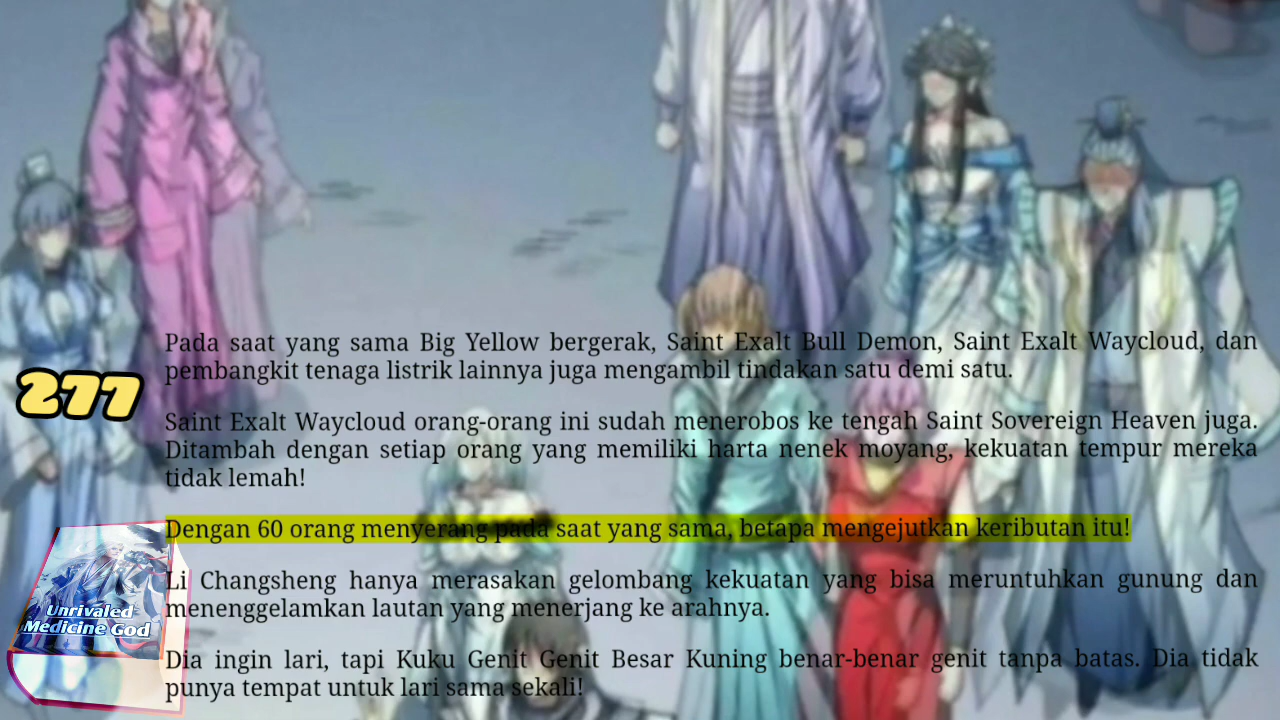 Pada saat yang sama Big Yellow bergerak, Saint Exalt Bull Demon, Saint Exalt Waycloud, dan
pembangkit tenaga listrik lainnya juga mengambil tindakan satu demi satu.
277
Saint Exalt Waycloud orang-orang ini sudah menerobos ke tengah Saint Sovereign Heaven juga.
Ditambah dengan setiap orang yang memiliki harta nenek moyang, kekuatan tempur mereka
tidak lemah!
Dengan 60 orang menyerang pada saat yang sama, betapa mengejutkan keributan itu!
Li Changsheng hanya merasakan gelombang kekuatan yang bisa meruntuhkan gunung dan
menenggelamkan lautan yang menerjang ke arahnya.
Unrivaled
Medicine God
Dia ingin lari, tapi Kuku Genit Genit Besar Kuning benar-benar genit tanpa batas. Dia tidak
punya tempat untuk lari sama sekali!